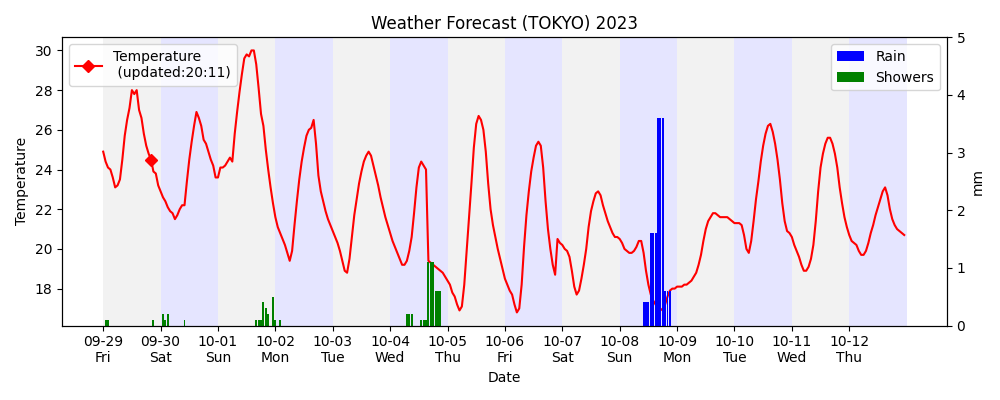 Weather Forecast (TOKYO) 2023
Temperature
(updated:20:11)
Rain
Showers
30
28
26
24
22
20
18
Temperature
5
4
3
2
1
0
mm
09-29 09-30 10-01 10-02 10-03 10-04 10-05 10-06 10-07 10-08 10-09 10-10 10-11 10-12
Fri Sat Sun Mon Tue Wed Thu Fri Sat Sun Mon Tue Wed Thu
Date